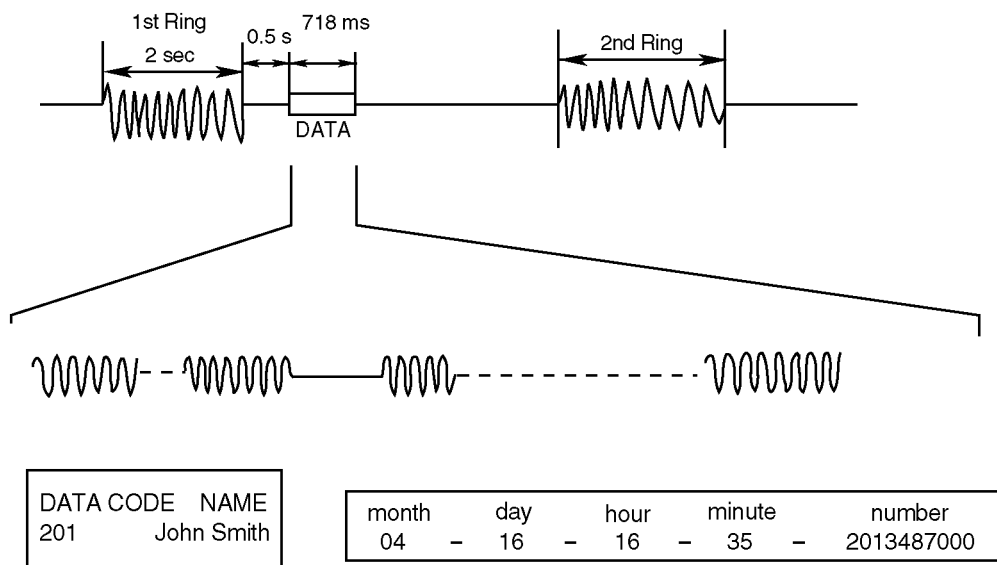 1st Ring
2 sec
0.5 s
718 ms
2nd Ring
DATA
DATA CODE NAME
201 John Smith
month day hour minute number
04 – 16 – 16 – 35 – 2013487000